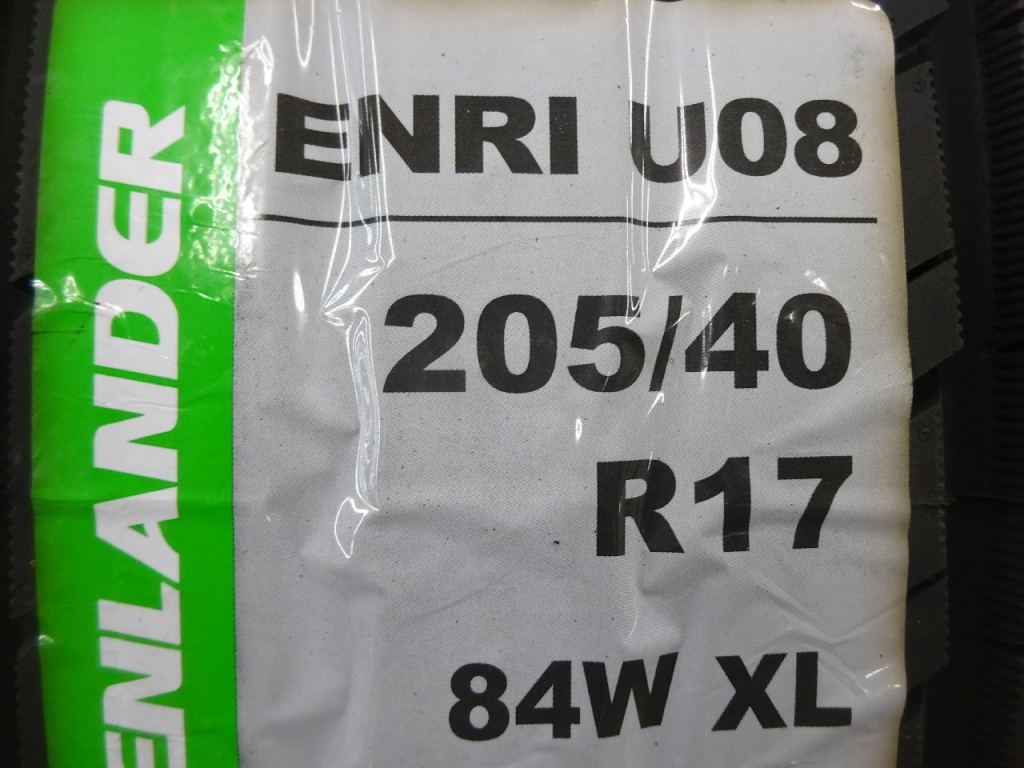 ENLANDER
ENRI U08
205/40
R17
84W XL